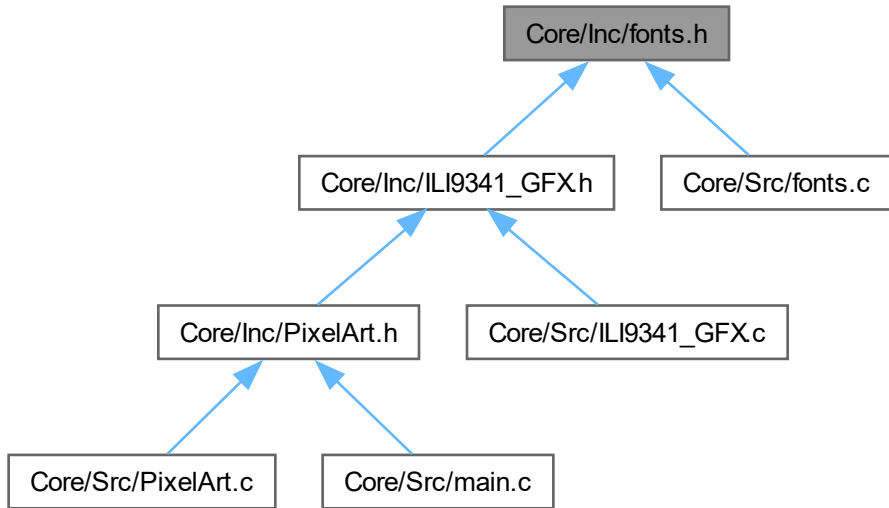 Core/Inc/fonts.h
Core/Inc/ILI9341_GFX.h
Core/Src/fonts.c
Core/Inc/PixelArt.h
Core/Src/ILI9341_GFX.c
Core/Src/PixelArt.c
Core/Src/main.c